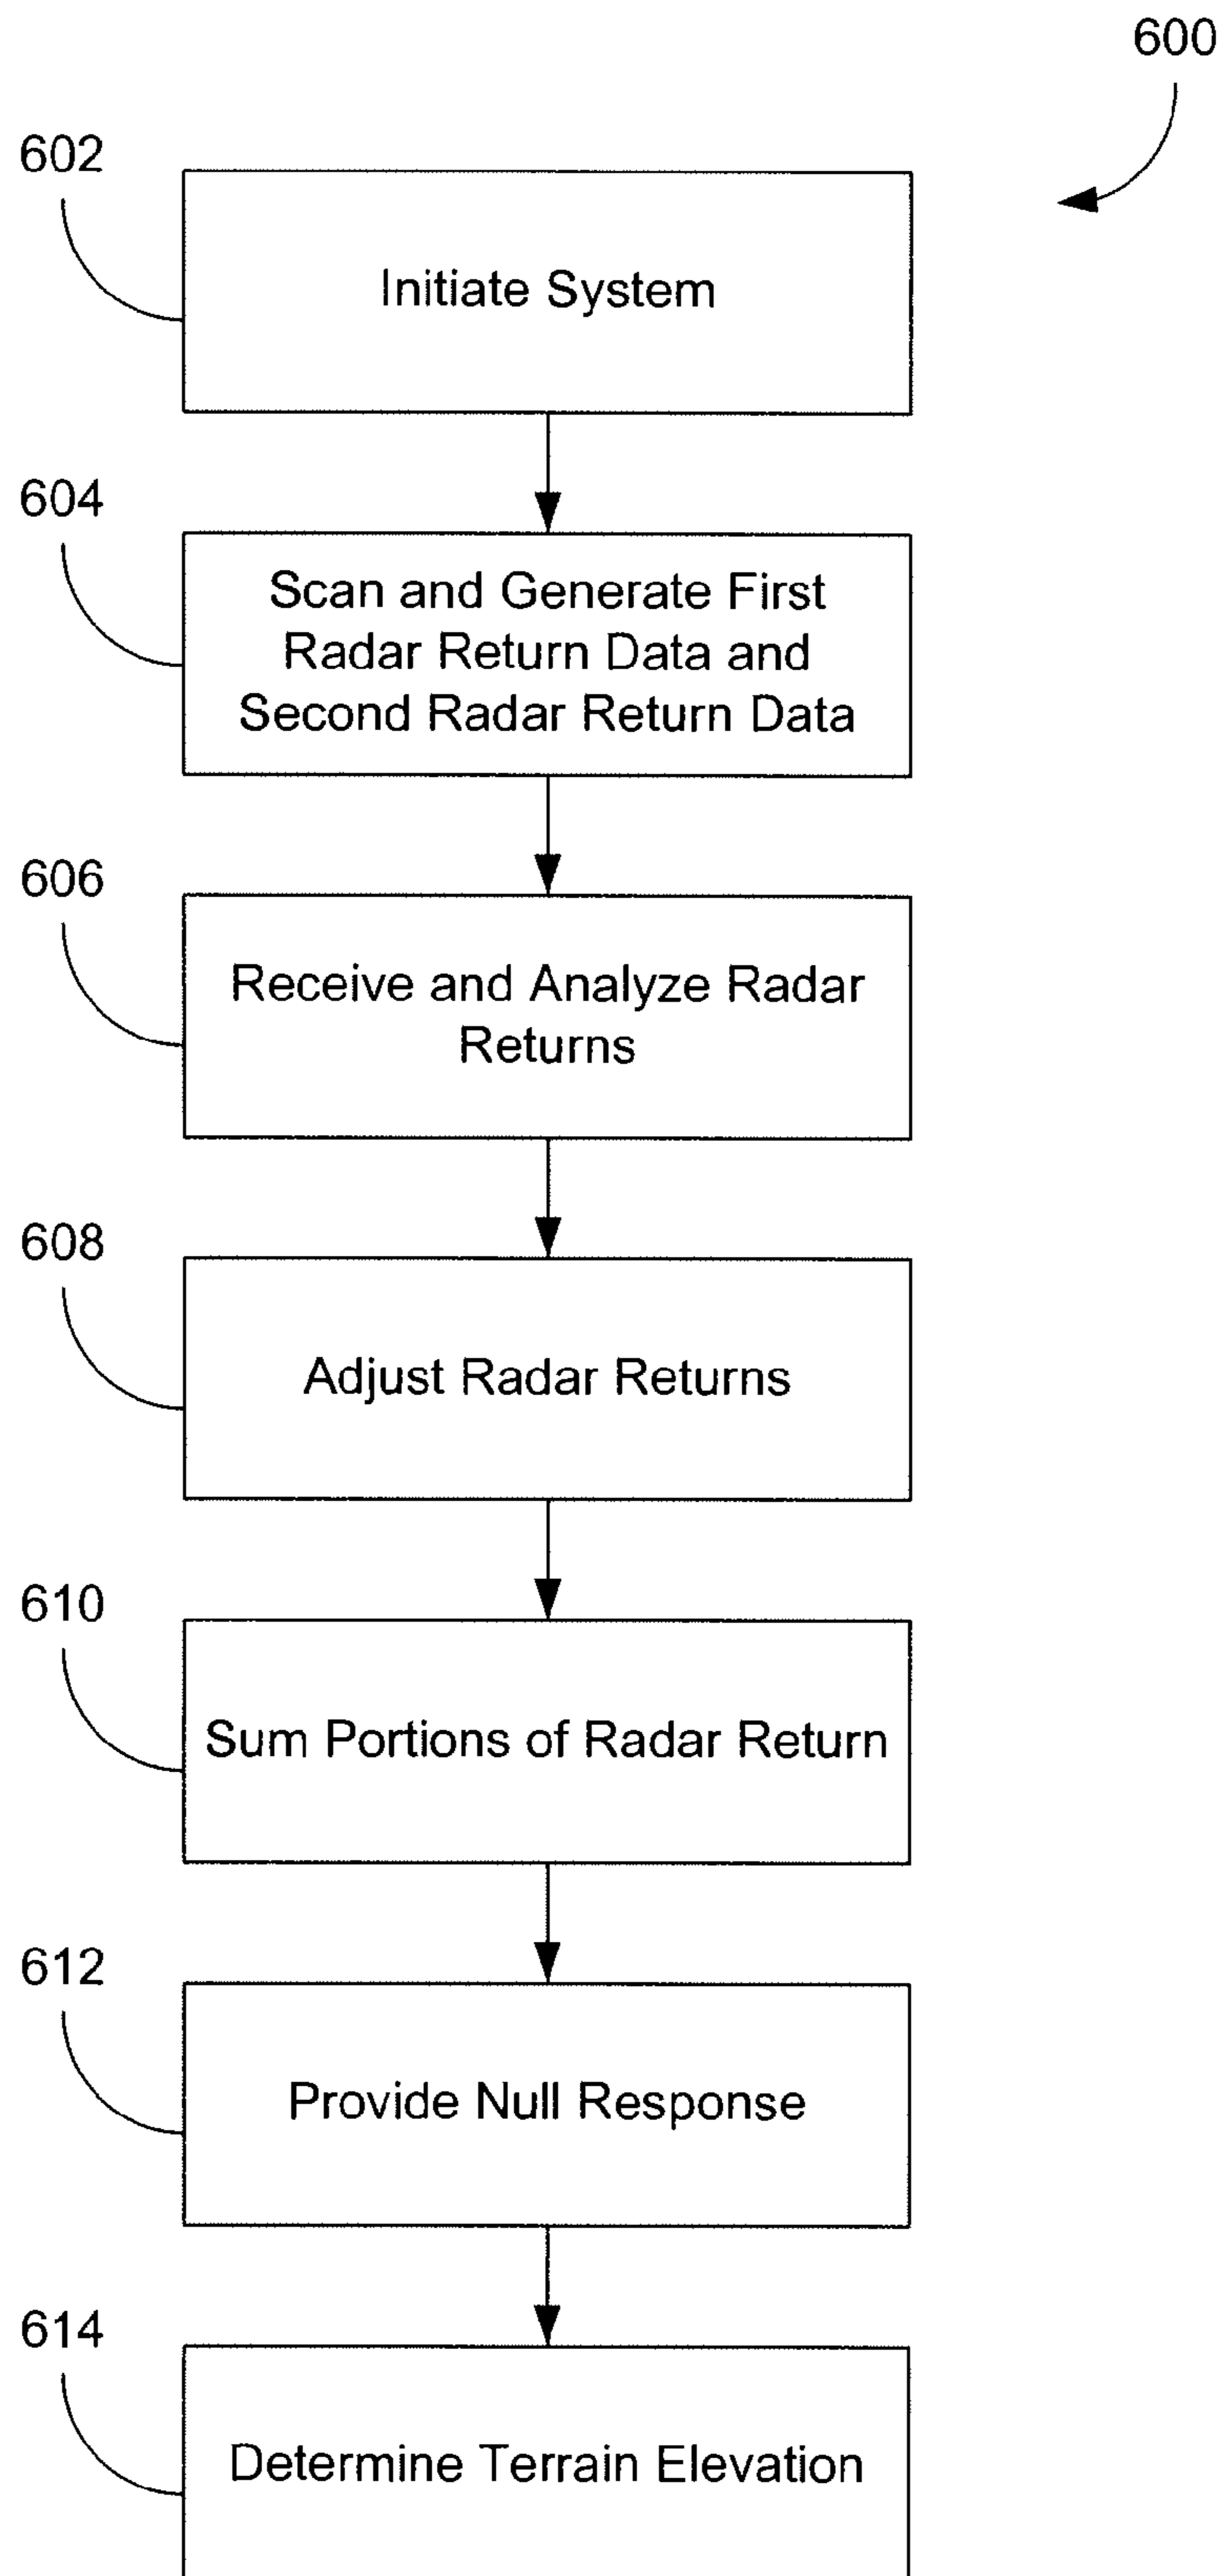 600
602
Initiate System
604
Scan and Generate First
Radar Return Data and
Second Radar Return Data
606
Receive and Analyze Radar
Returns
608
Adjust Radar Returns
610
Sum Portions of Radar Return
612
Provide Null Response
614
Determine Terrain Elevation